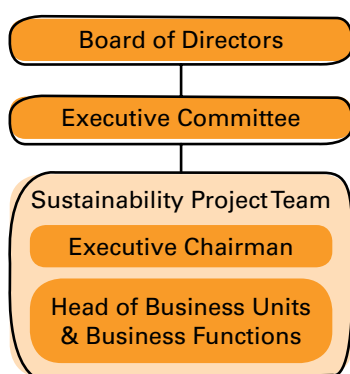 Board of Directors
Executive Committee
Sustainability Project Team
Executive Chairman
Head of Business Units
& Business Functions